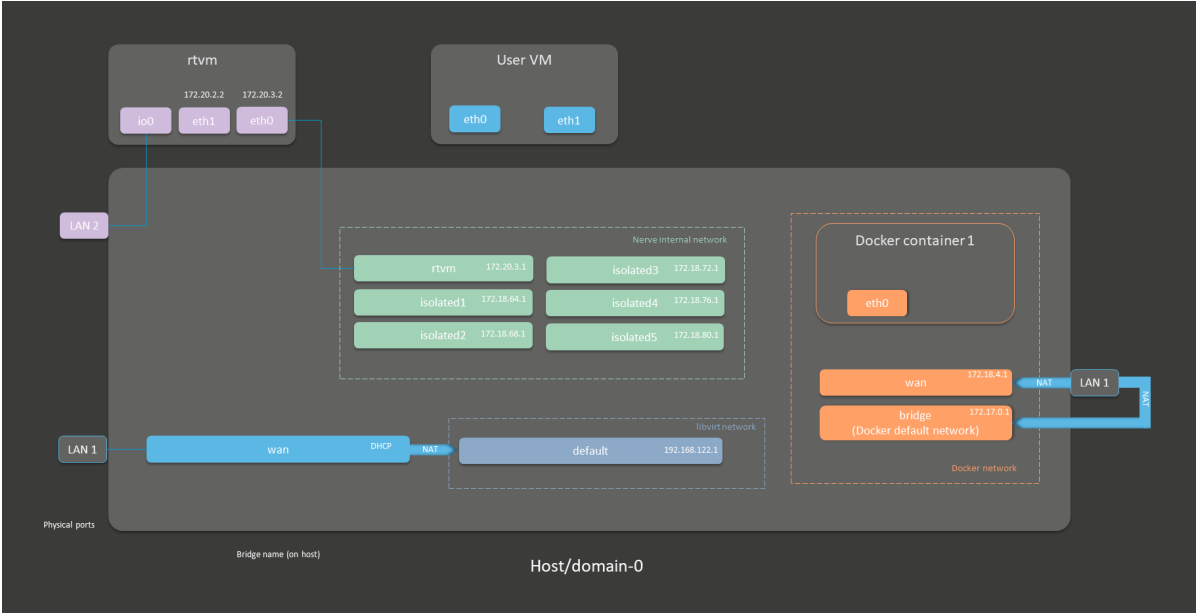 rtvm
User VM
172.20.2.2
172.20.3.2
io0
eth1
eth0
eth0
eth1
LAN 2
Nerve internal network
rtvm
172.20.3.1
isolated3
172.18.72.1
isolated1
172.18.64.1
isolated4
172.18.76.1
isolated2
172.18.68.1
isolated5
172.18.80.1
Docker container 1
eth0
wan
172.18.4.1
NAT
LAN 1
NAT
bridge
(Docker default network)
172.17.0.1
Docker network
LAN 1
wan
DHCP
NAT
libvirt network
default
192.168.122.1
Physical ports
Bridge name (on host)
Host/domain-0